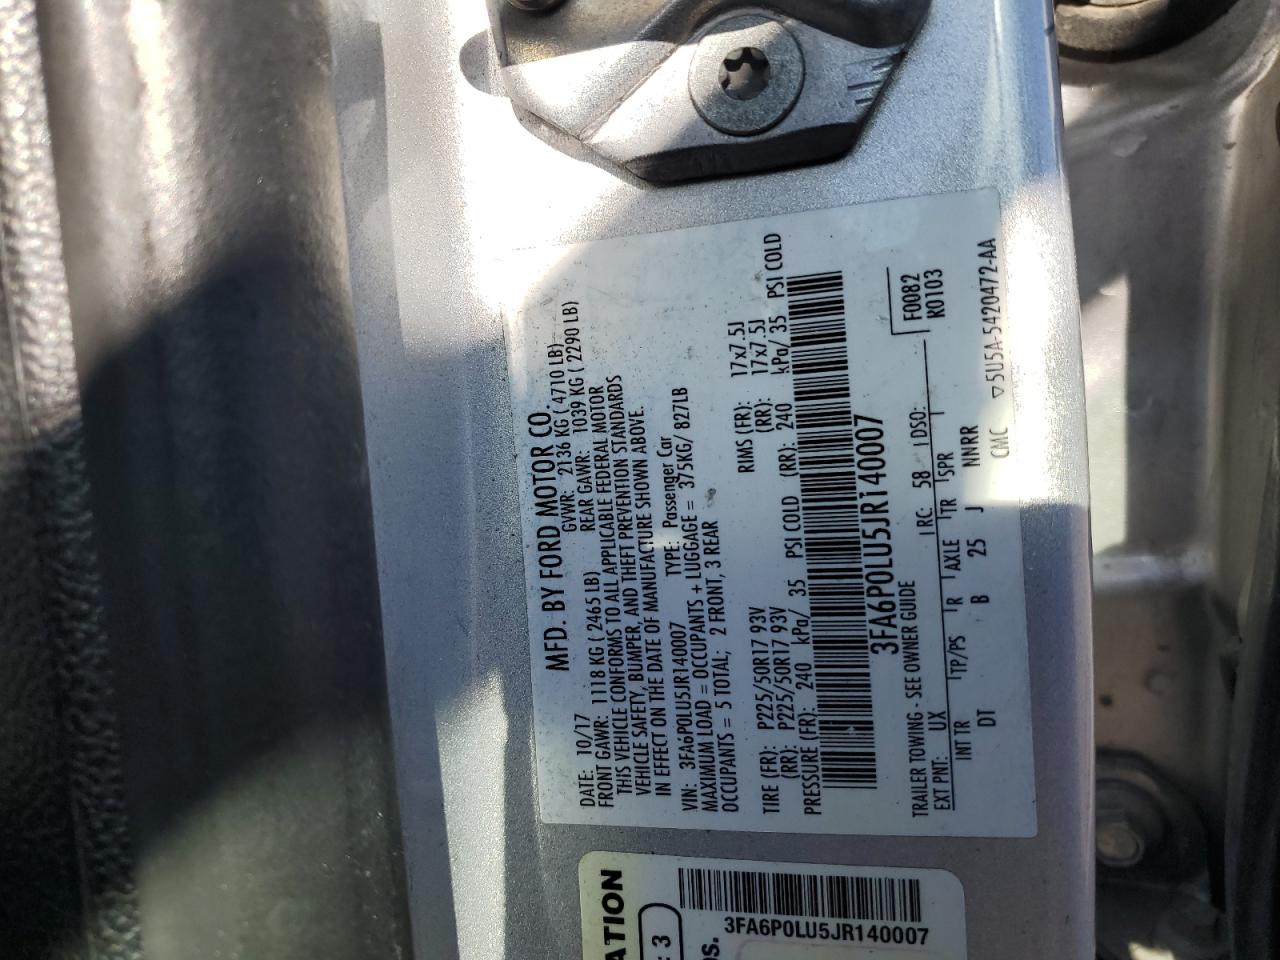 MFD. BY FORD MOTOR CO.
DATE: 10/17 GVWR: 2136 KG ( 4710 LB)
FRONT GAWR: 1118 KG ( 2465 LB) REAR GAWR: 1039 KG ( 2290 LB)
THIS VEHICLE CONFORMS TO ALL APPLICABLE FEDERAL MOTOR
VEHICLE SAFETY, BUMPER, AND THEFT PREVENTION STANDARDS
IN EFFECT ON THE DATE OF MANUFACTURE SHOWN ABOVE.
VIN: 3FA6P0LU5JR140007 TYPE: Passenger Car
MAXIMUM LOAD = OCCUPANTS + LUGGAGE = 375KG/ 827LB
OCCUPANTS = 5 TOTAL; 2 FRONT, 3 REAR
TIRE (FR): P225/50R17 93V RIMS (FR): 17x7.5J
(RR): P225/50R17 93V (RR): 17x7.5J
PRESSURE (FR): 240 kPa/ 35 PSI COLD (RR): 240 kPa/ 35 PSI COLD
3FA6P0LU5JR140007
TRAILER TOWING - SEE OWNER GUIDE F0082
EXT PNT: UX RC: 58 DSO: K0103
INT TR TP/PS R AXLE TR SPR
DT B 25 J NNRR
CMC ▽5U5A-5420472-AA
ATION
: 3
os.
3FA6P0LU5JR140007